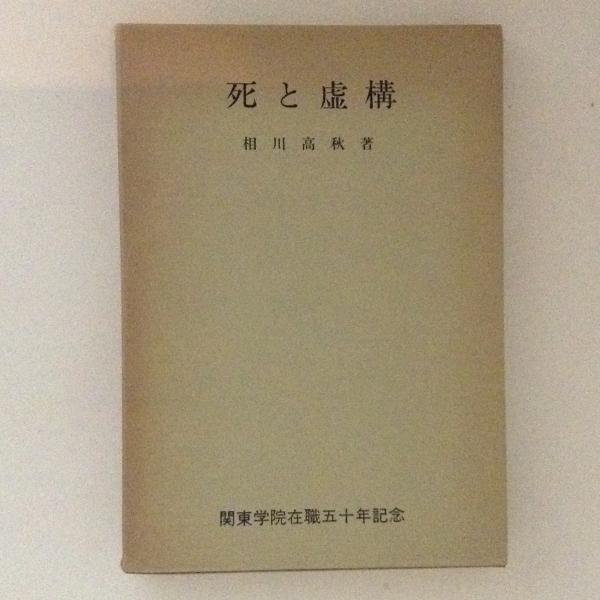 死と虚構
相川高秋著
関東学院在職五十年記念